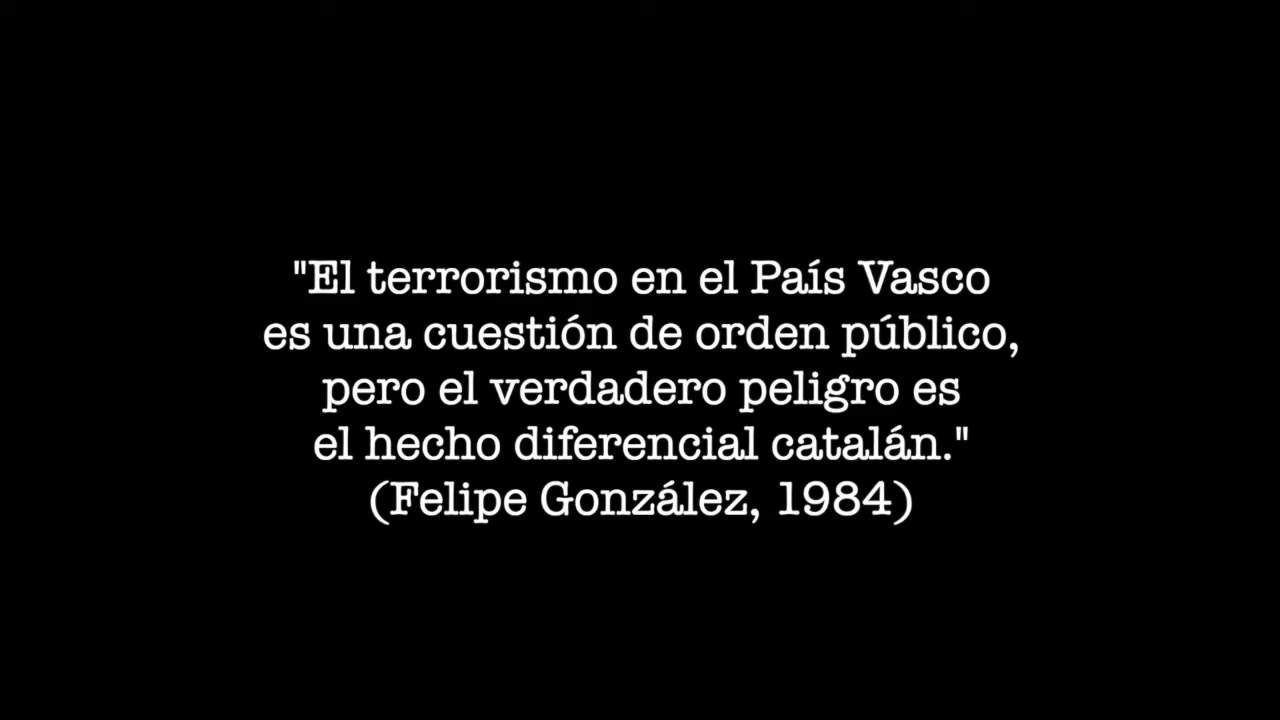 "El terrorismo en el País Vasco
es una cuestión de orden público,
pero el verdadero peligro es
el hecho diferencial catalán."
(Felipe González, 1984)